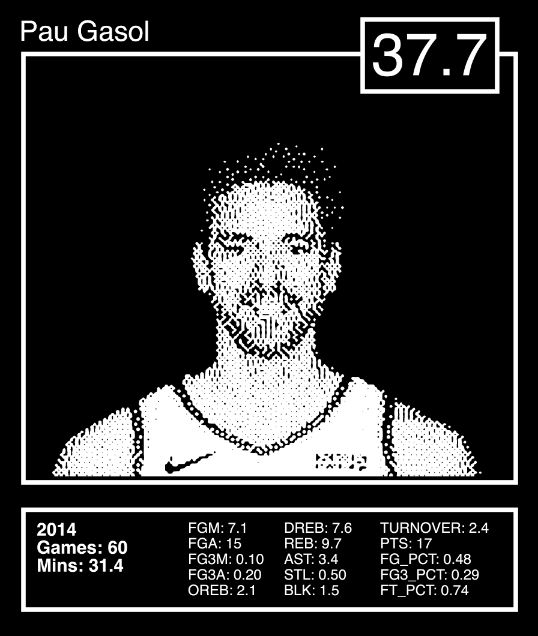 Pau Gasol
37.7
2014
Games: 60
Mins: 31.4
FGM: 7.1
FGA: 15
FG3M: 0.10
FG3A: 0.20
OREB: 2.1
DREB: 7.6
REB: 9.7
AST: 3.4
STL: 0.50
BLK: 1.5
TURNOVER: 2.4
PTS: 17
FG_PCT: 0.48
FG3_PCT: 0.29
FT_PCT: 0.74